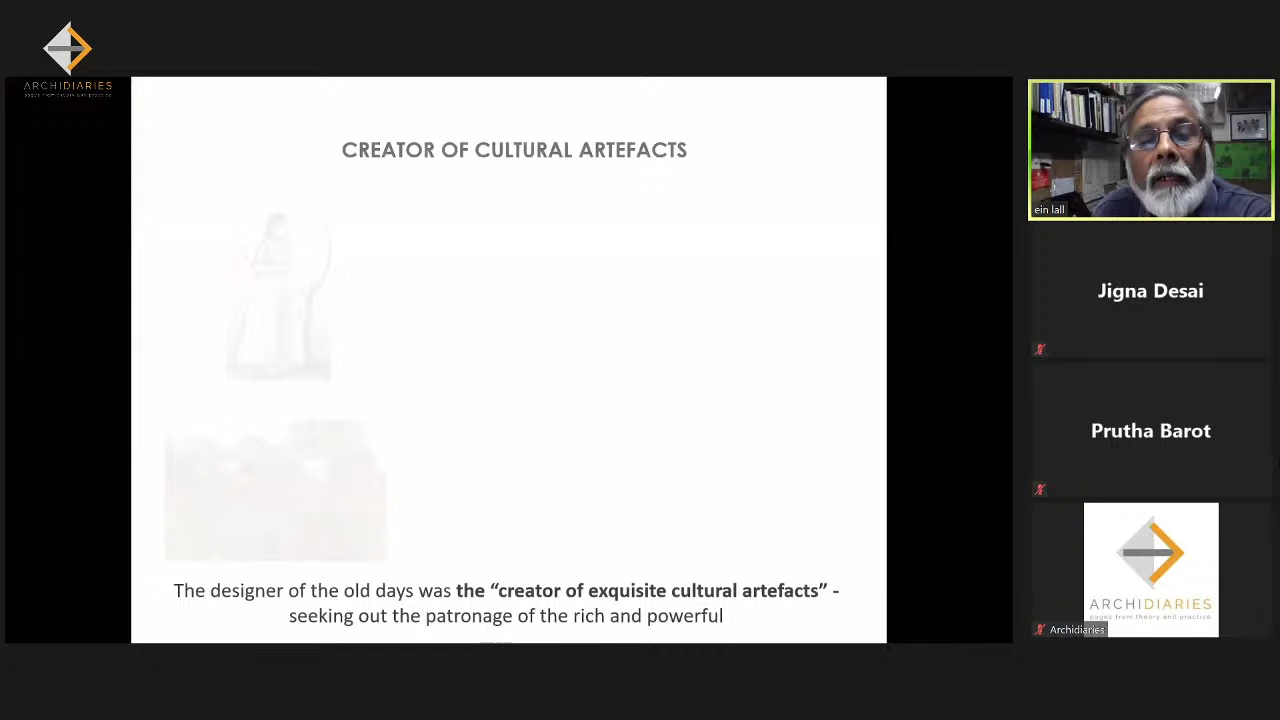 ARCHIDIARIES
CREATOR OF CULTURAL ARTEFACTS
The designer of the old days was the “creator of exquisite cultural artefacts” -
seeking out the patronage of the rich and powerful
ein lall
Jigna Desai
Prutha Barot
ARCHIDIARIES
pages from theory and practice
Archidiaries